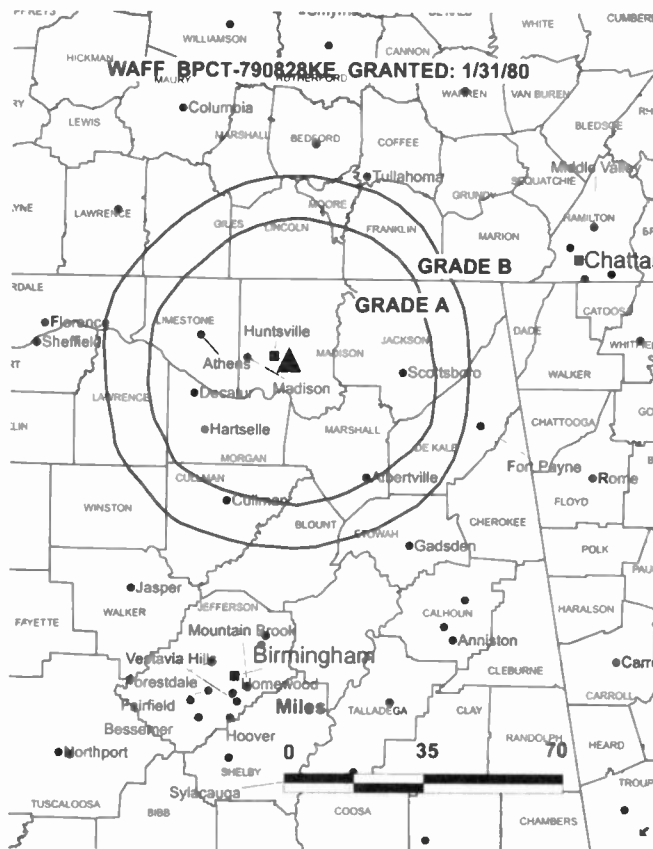 WILLIAMSON
HICKMAN
CANNON
WHITE
WAFF BPCT-790828KE GRANTED: 1/31/80
MAURY
RUTHERFORD
WARREN
VAN BUREN
Columbia
LEWIS
MARSHALL
BEDFORD
COFFEE
BLEDSOE
Tullahoma
Middle Valley
SEQUATCHIE
GRUNDY
LAWRENCE
GILES
MOORE
LINCOLN
FRANKLIN
MARION
HAMILTON
GRADE B
GRADE A
Florence
Sheffield
LIMESTONE
Huntsville
MADISON
JACKSON
DADE
Athens
Madison
Scottsboro
WALKER
LAWRENCE
Decatur
Hartselle
MARSHALL
DE KALB
CHATTOOGA
MORGAN
Fort Payne
CULLMAN
Albertville
Rome
FLOYD
WINSTON
Cullman
BLOUNT
ETOWAH
CHEROKEE
Gadsden
POLK
Jasper
WALKER
JEFFERSON
CALHOUN
HARALSON
FAYETTE
Mountain Brook
Anniston
Vestavia Hills
Birmingham
CLEBURNE
Forestdale
Homewood
CARROLL
Fairfield
Miles
TALLADEGA
CLAY
Bessemer
Hoover
RANDOLPH
HEARD
Northport
0 35 70
SHELBY
TUSCALOOSA
Sylacauga
BIBB
COOSA
CHAMBERS